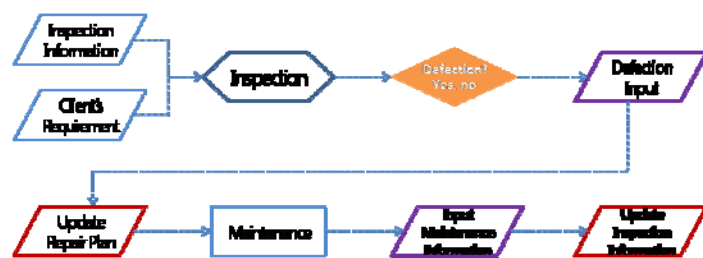 Inspection
Information
Client's
Requirement
Inspection
Defection?
Yes, no
Defection
Input
Update
Repair Plan
Maintenance
Input
Maintenance
Information
Update
Inspection
Information